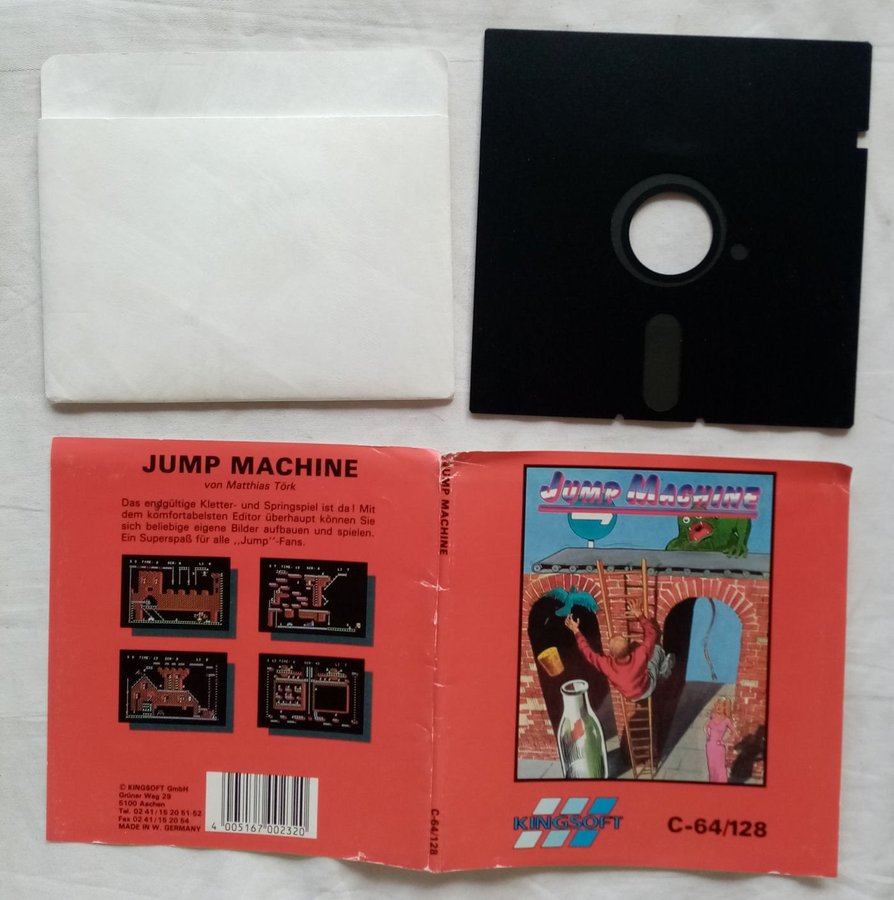 JUMP MACHINE
von Matthias Törk
Das endgültige Kletter- und Springspiel ist da! Mit
dem komfortabelsten Editor überhaupt können Sie
sich beliebige eigene Bilder aufbauen und spielen.
Ein Superspaß für alle „Jump''-Fans.
© KINGSOFT GmbH
Grüner Weg 29
5100 Aachen
Tel. 02 41/15 20 51-52
Fax 02 41/15 20 54
MADE IN W. GERMANY
4 005167 002320
JUMP MACHINE
C-64/128
JUMP MACHINE
KINGSOFT
C-64/128